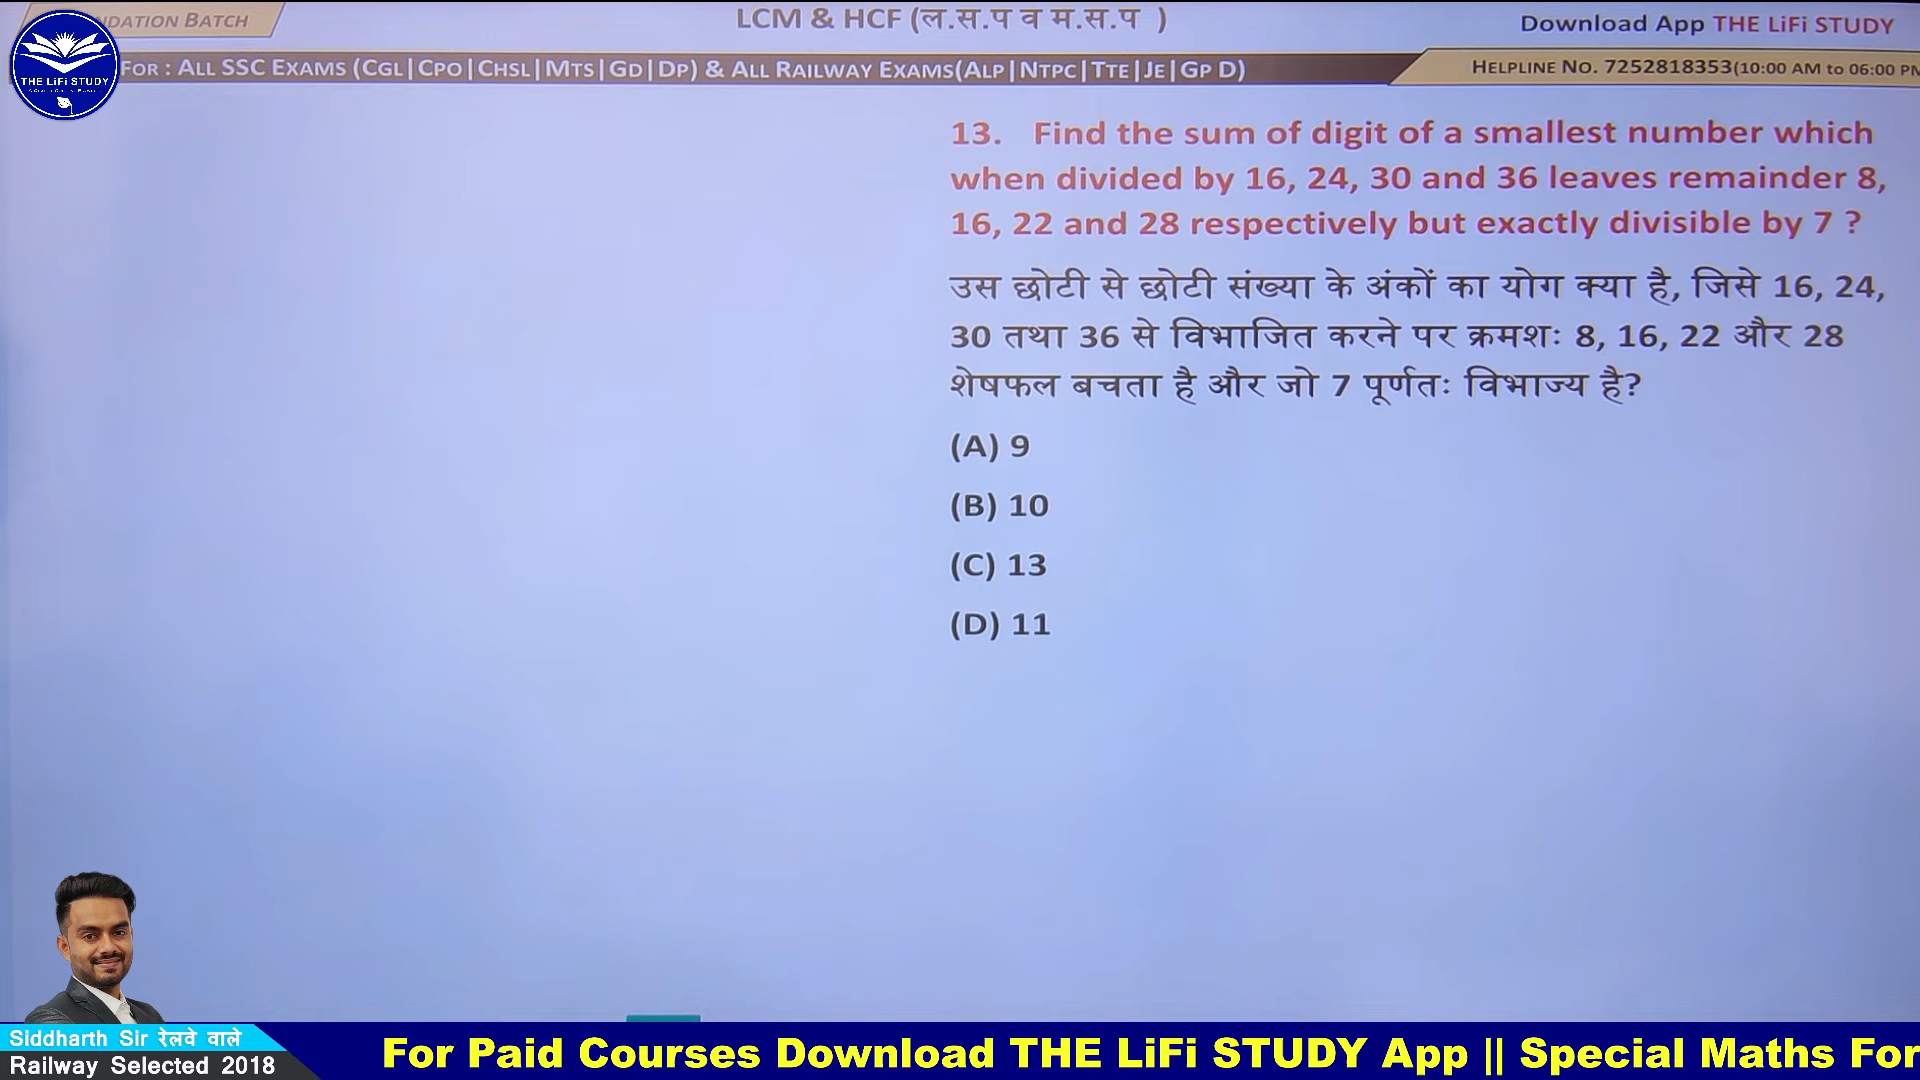 NDATION BATCH
LCM & HCF (ल.स.प व म.स.प )
Download App THE LiFi STUDY
THE LiFi STUDY
FOR : ALL SSC EXAMS (CGL|CPO|CHSL|MTS|GD|DP) & ALL RAILWAY EXAMS(ALP|NTPC|TTE|JE|GP D)
HELPLINE NO. 7252818353(10:00 AM TO 06:00 PM
13. Find the sum of digit of a smallest number which
when divided by 16, 24, 30 and 36 leaves remainder 8,
16, 22 and 28 respectively but exactly divisible by 7 ?
उस छोटी से छोटी संख्या के अंकों का योग क्या है, जिसे 16, 24,
30 तथा 36 से विभाजित करने पर क्रमशः 8, 16, 22 और 28
शेषफल बचता है और जो 7 पूर्णतः विभाज्य है?
(A) 9
(B) 10
(C) 13
(D) 11
Siddharth Sir रेलवे वाले
Railway Selected 2018
For Paid Courses Download THE LiFi STUDY App || Special Maths For